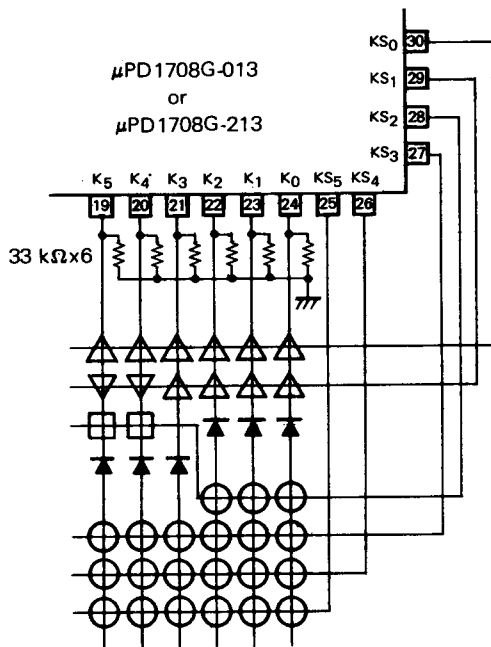 μPD1708G-013
or
μPD1708G-213
KS₀ 30
KS₁ 29
KS₂ 28
KS₃ 27
K₅ K₄ K₃ K₂ K₁ K₀ KS₅ KS₄
19 20 21 22 23 24 25 26
33 kΩx6